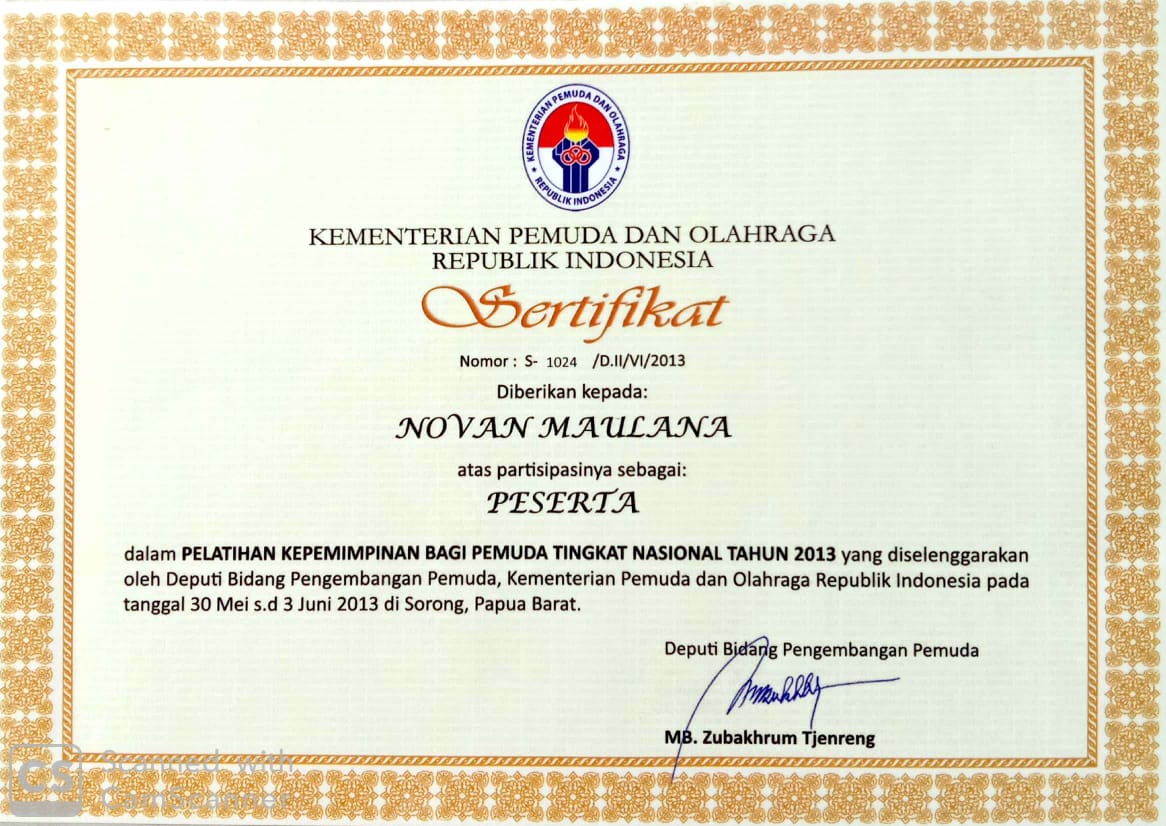 KEMENTERIAN PEMUDA DAN OLAHRAGA
REPUBLIK INDONESIA
KEMENTERIAN PEMUDA DAN OLAHRAGA
REPUBLIK INDONESIA
Sertifikat
Nomor : S- 1024 /D.II/VI/2013
Diberikan kepada:
NOVAN MAULANA
atas partisipasinya sebagai:
PESERTA
dalam PELATIHAN KEPEMIMPINAN BAGI PEMUDA TINGKAT NASIONAL TAHUN 2013 yang diselenggarakan
oleh Deputi Bidang Pengembangan Pemuda, Kementerian Pemuda dan Olahraga Republik Indonesia pada
tanggal 30 Mei s.d 3 Juni 2013 di Sorong, Papua Barat.
Deputi Bidang Pengembangan Pemuda
MB. Zubakhrum Tjenreng
CS
Scanned with
CamScanner